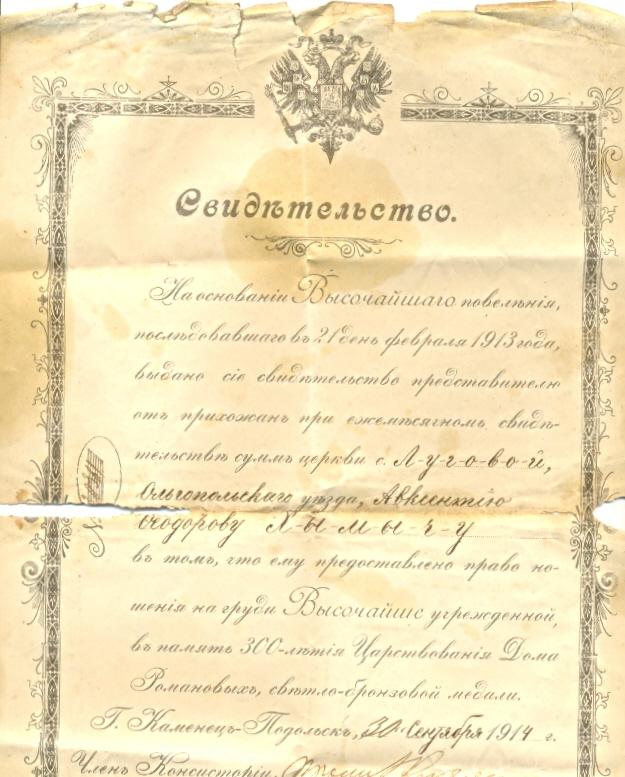 Свидѣтельство.
На основаніи Высочайшаго повелѣнія,
послѣдовавшаго въ 21 день февраля 1913 года,
выдано сіе свидѣтельство представителю
отъ прихожанъ при ежемѣсячномъ свидѣ-
тельствѣ суммъ церкви с. Л-у-г-о-в-о-й,
Ольгопольскаго уѣзда, Авксентію
Ѳеодорову Х-ы-м-ы-ч-у
въ томъ, что ему предоставлено право но-
шенія на груди Высочайше учрежденной,
въ память 300-лѣтія Царствованія Дома
Романовыхъ, свѣтло-бронзовой медали.
Г. Каменецъ-Подольскъ, 30 Сентября 1914 г.
Членъ Консисторіи,
№